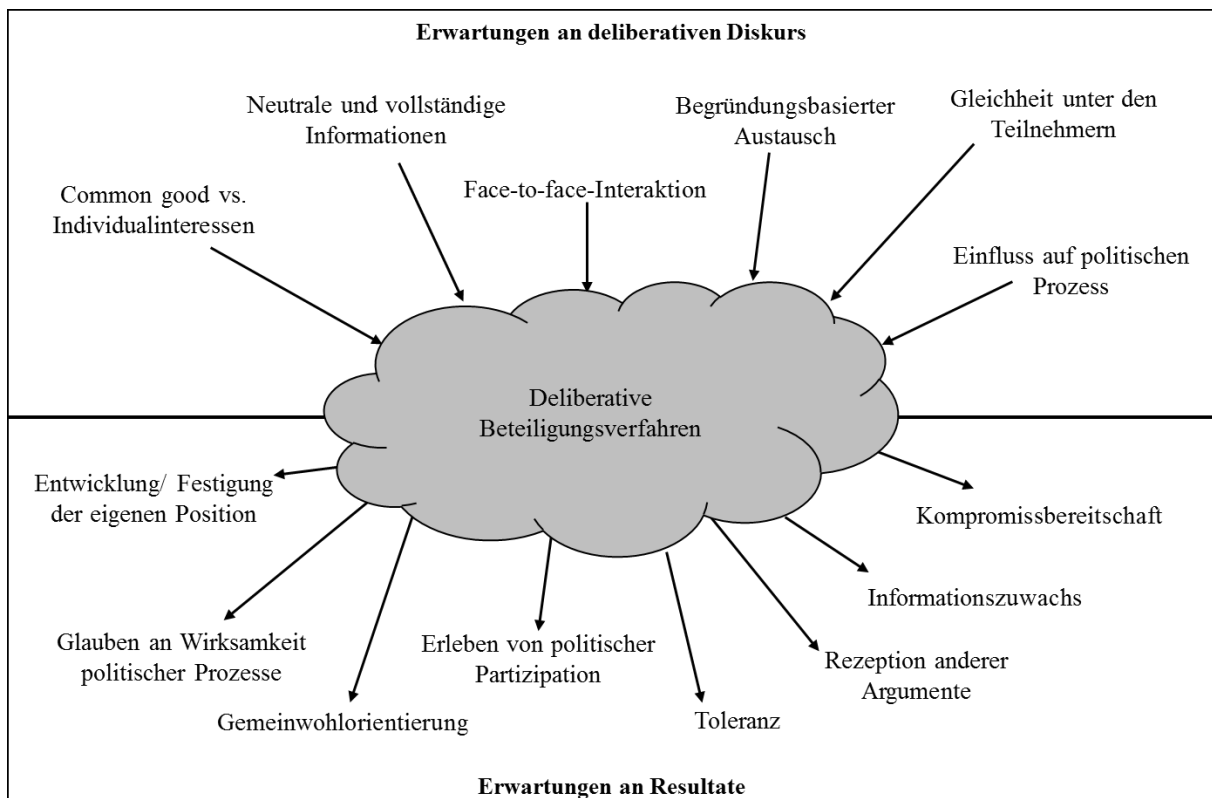 Erwartungen an deliberativen Diskurs
Neutrale und vollständige
Informationen
Begründungsbasierter
Austausch
Gleichheit unter den
Teilnehmern
Common good vs.
Individualinteressen
Face-to-face-Interaktion
Einfluss auf politischen
Prozess
Deliberative
Beteiligungsverfahren
Entwicklung/ Festigung
der eigenen Position
Kompromissbereitschaft
Informationszuwachs
Glauben an Wirksamkeit
politischer Prozesse
Erleben von politischer
Partizipation
Rezeption anderer
Argumente
Gemeinwohlorientierung
Toleranz
Erwartungen an Resultate